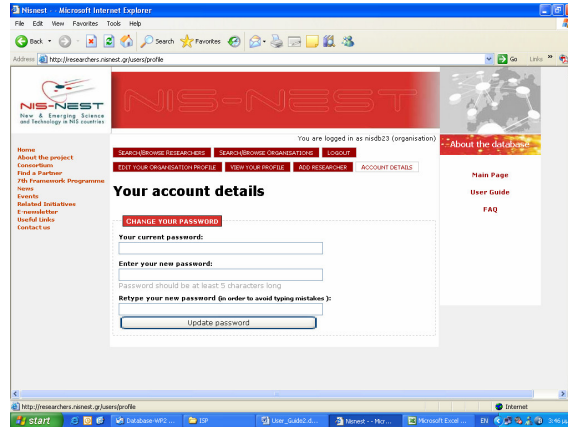 Nisnest - - Microsoft Internet Explorer
File Edit View Favorites Tools Help
Back Search Favorites
Address http://researchers.nisnest.gr/users/profile Go Links
NIS-NEST
New & Emerging Science
and Technology in NIS countries
NIS-NEST
You are logged in as nisdb23 (organisation)
About the database
Home
About the project
Consortium
Find a Partner
7th Framework Programme
News
Events
Related Initiatives
E-newsletter
Useful Links
Contact us
SEARCH/BROWSE RESEARCHERS SEARCH/BROWSE ORGANISATIONS LOGOUT
EDIT YOUR ORGANISATION PROFILE VIEW YOUR PROFILE ADD RESEARCHER ACCOUNT DETAILS
Main Page
User Guide
FAQ
Your account details
CHANGE YOUR PASSWORD
Your current password:
Enter your new password:
Password should be at least 5 characters long
Retype your new password (in order to avoid typing mistakes ):
Update password
http://researchers.nisnest.gr/users/profile Internet
start Database-WP2 ... ISP User_Guide2.d... Nisnest - - Micr... Microsoft Excel ... EN 3:46 μμ